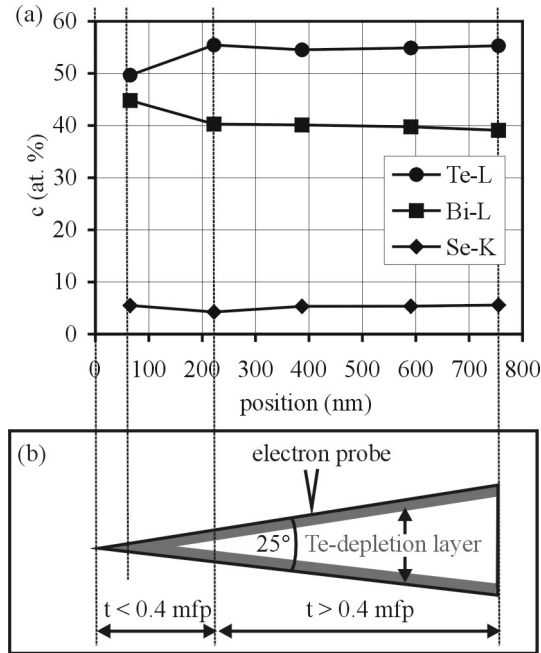 (a)
60
50
40
30
20
10
0
c (at. %)
Te-L
Bi-L
Se-K
0 100 200 300 400 500 600 700 800
position (nm)
(b)
electron probe
25° Te-depletion layer
t < 0.4 mfp t > 0.4 mfp